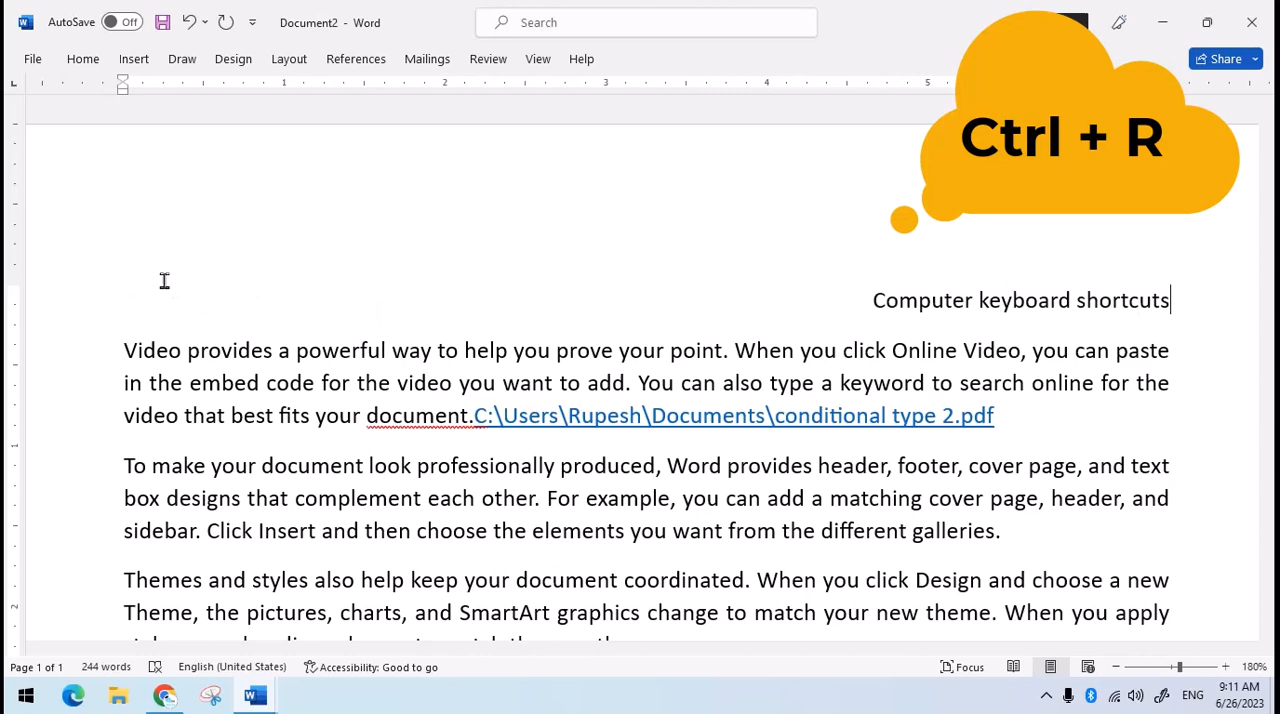 AutoSave Off Document2 - Word Search
File Home Insert Draw Design Layout References Mailings Review View Help Share
1 2 3 4 5
Ctrl + R
Computer keyboard shortcuts
Video provides a powerful way to help you prove your point. When you click Online Video, you can paste
in the embed code for the video you want to add. You can also type a keyword to search online for the
video that best fits your document.C:\Users\Rupesh\Documents\conditional type 2.pdf
To make your document look professionally produced, Word provides header, footer, cover page, and text
box designs that complement each other. For example, you can add a matching cover page, header, and
sidebar. Click Insert and then choose the elements you want from the different galleries.
Themes and styles also help keep your document coordinated. When you click Design and choose a new
Theme, the pictures, charts, and SmartArt graphics change to match your new theme. When you apply
1
2
Page 1 of 1 244 words English (United States) Accessibility: Good to go Focus 180%
ENG 9:11 AM
6/26/2023